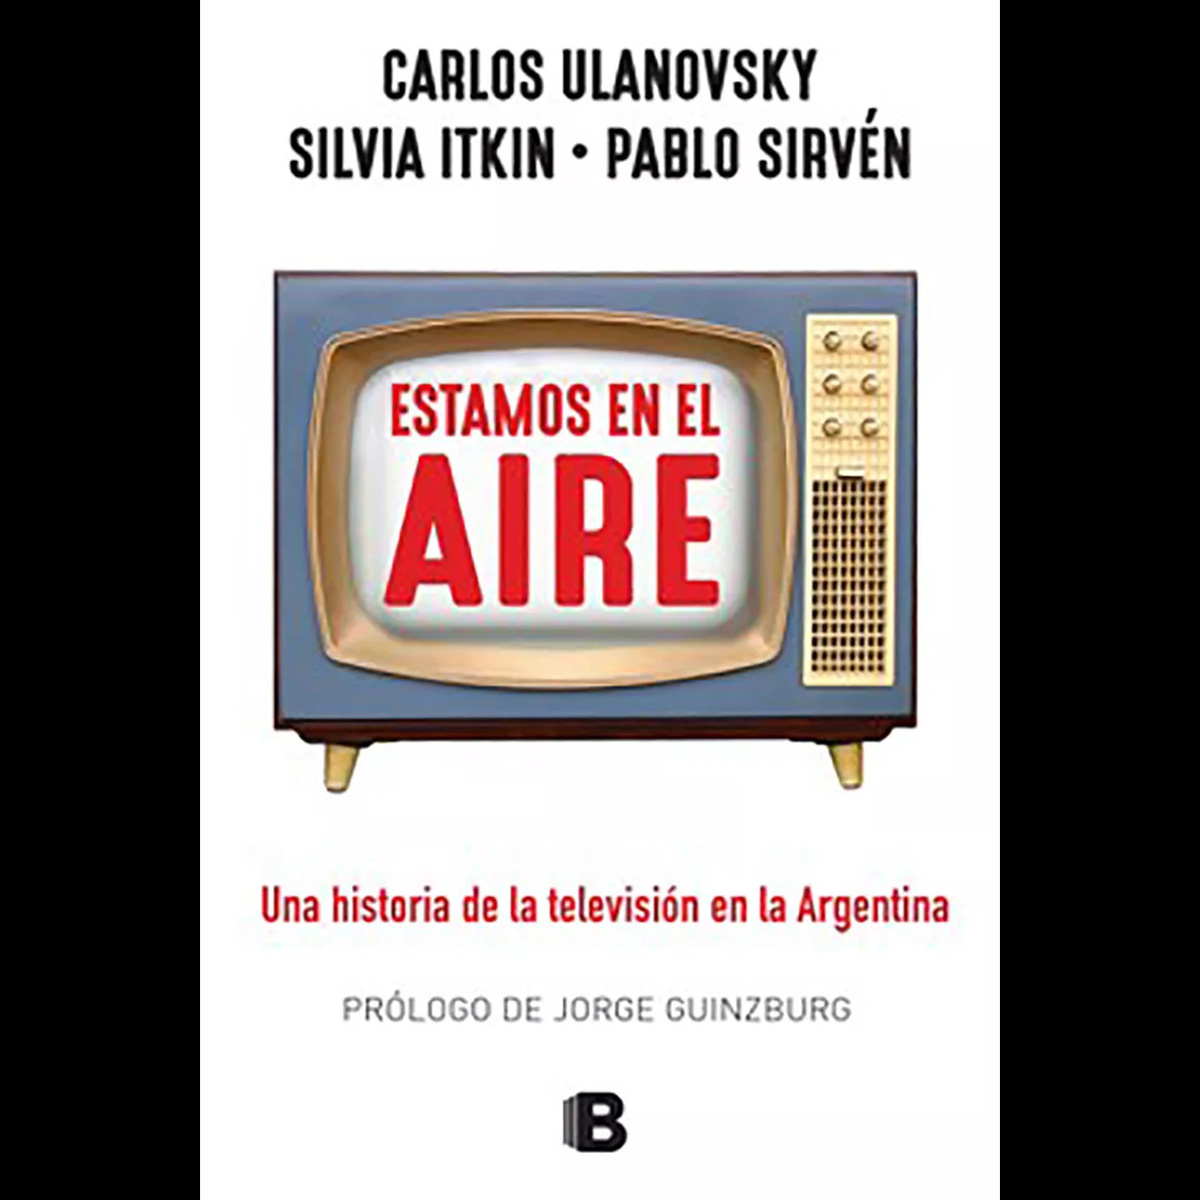 CARLOS ULANOVSKY
SILVIA ITKIN • PABLO SIRVÉN
ESTAMOS EN EL
AIRE
Una historia de la televisión en la Argentina
PRÓLOGO DE JORGE GUINZBURG
B